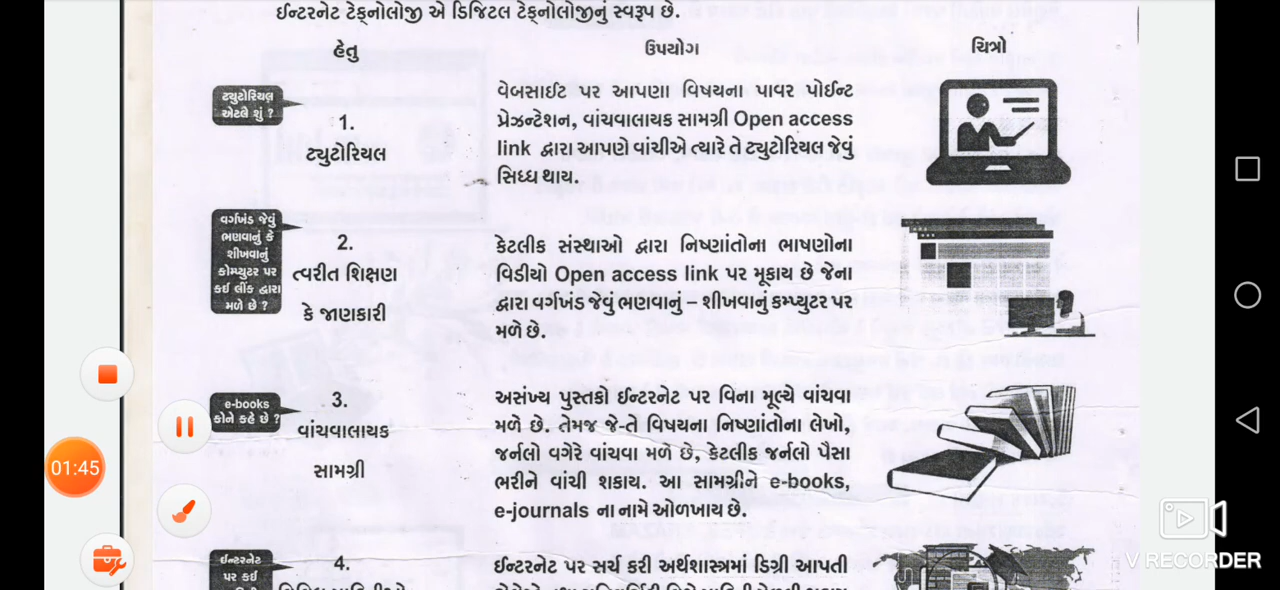 ઈન્ટરનેટ ટેક્નોલોજી એ ડિજિટલ ટેક્નોલોજીનું સ્વરૂપ છે.
હેતુ ઉપયોગ ચિત્રો
ટ્યુટોરિયલ
એટલે શું ?
1.
ટ્યુટોરિયલ
વેબસાઈટ પર આપણા વિષયના પાવર પોઈન્ટ
પ્રેઝન્ટેશન, વાંચવાલાયક સામગ્રી Open access
link દ્વારા આપણે વાંચીએ ત્યારે તે ટ્યુટોરિયલ જેવું
સિધ્ધ થાય.
વર્ગખંડ જેવું
ભણવાનું કે
શીખવાનું
કોમ્પ્યુટર પર
કઈ લીંક દ્વારા
મળે છે ?
2.
ત્વરીત શિક્ષણ
કે જાણકારી
કેટલીક સંસ્થાઓ દ્વારા નિષ્ણાંતોના ભાષણોના
વિડીયો Open access link પર મૂકાય છે જેના
દ્વારા વર્ગખંડ જેવું ભણવાનું – શીખવાનું કમ્પ્યુટર પર
મળે છે.
e-books
કોને કહે છે ?
3.
વાંચવાલાયક
સામગ્રી
અસંખ્ય પુસ્તકો ઈન્ટરનેટ પર વિના મૂલ્યે વાંચવા
મળે છે. તેમજ જે-તે વિષયના નિષ્ણાંતોના લેખો,
જર્નલો વગેરે વાંચવા મળે છે, કેટલીક જર્નલો પૈસા
ભરીને વાંચી શકાય. આ સામગ્રીને e-books,
e-journals ના નામે ઓળખાય છે.
ઈન્ટરનેટ
પર કઈ
4.
ઈન્ટરનેટ પર સર્ચ કરી અર્થશાસ્ત્રમાં ડિગ્રી આપતી
01:45
V RECORDER